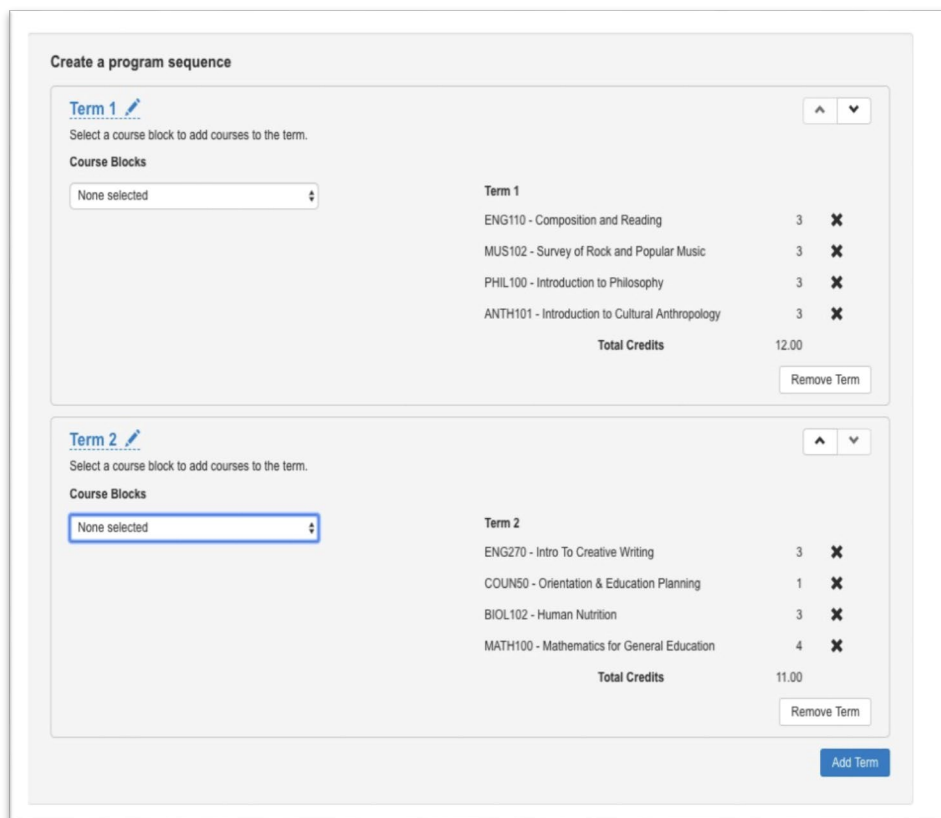 Create a program sequence
Term 1
Select a course block to add courses to the term.
Course Blocks
None selected
Term 1
ENG110 - Composition and Reading 3
MUS102 - Survey of Rock and Popular Music 3
PHIL100 - Introduction to Philosophy 3
ANTH101 - Introduction to Cultural Anthropology 3
Total Credits 12.00
Remove Term
Term 2
Select a course block to add courses to the term.
Course Blocks
None selected
Term 2
ENG270 - Intro To Creative Writing 3
COUN50 - Orientation & Education Planning 1
BIOL102 - Human Nutrition 3
MATH100 - Mathematics for General Education 4
Total Credits 11.00
Remove Term
Add Term